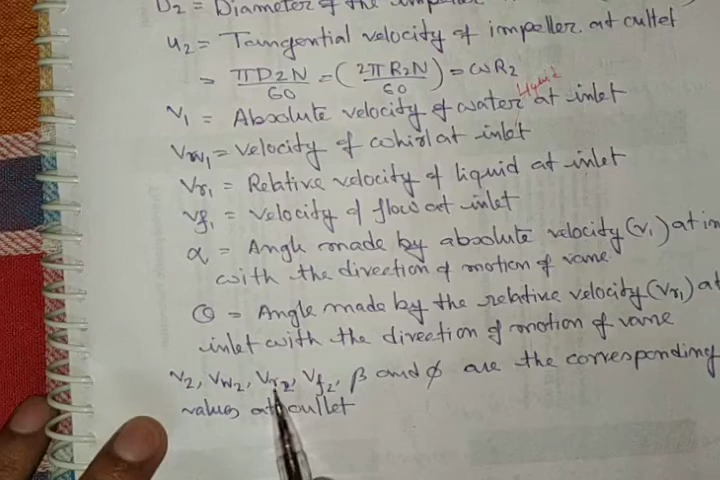 D2 = Diameter of the impeller
u2 = Tangential velocity of impeller at outlet
= πD2N/60 = (2πR2N/60) = ωR2
Liquid
V1 = Absolute velocity of water at inlet
Vw1 = Velocity of whirl at inlet
Vr1 = Relative velocity of liquid at inlet
Vf1 = Velocity of flow at inlet
α = Angle made by absolute velocity (V1) at in
with the direction of motion of vane
θ = Angle made by the relative velocity (Vr1) at
inlet with the direction of motion of vane
V2, Vw2, Vr2, Vf2, β and ϕ are the corresponding
values at outlet